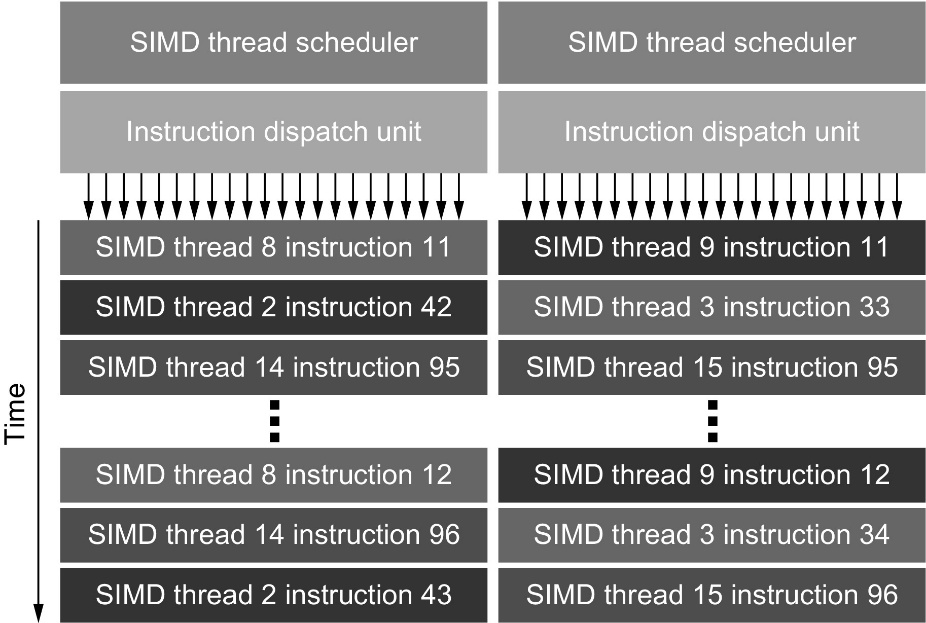 SIMD thread scheduler
SIMD thread scheduler
Instruction dispatch unit
Instruction dispatch unit
Time
SIMD thread 8 instruction 11
SIMD thread 9 instruction 11
SIMD thread 2 instruction 42
SIMD thread 3 instruction 33
SIMD thread 14 instruction 95
SIMD thread 15 instruction 95
SIMD thread 8 instruction 12
SIMD thread 9 instruction 12
SIMD thread 14 instruction 96
SIMD thread 3 instruction 34
SIMD thread 2 instruction 43
SIMD thread 15 instruction 96